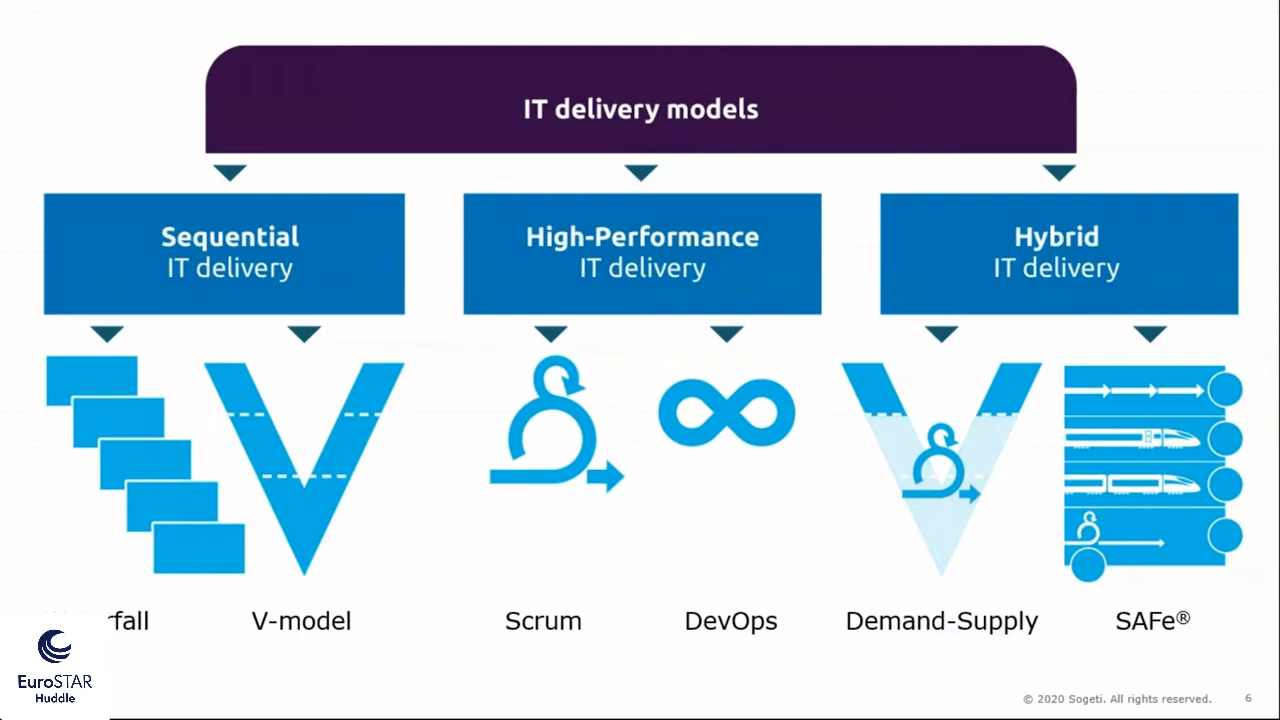 IT delivery models
Sequential
IT delivery
High-Performance
IT delivery
Hybrid
IT delivery
rfall
V-model
Scrum
DevOps
Demand-Supply
SAFe®
EuroSTAR
Huddle
© 2020 Sogeti. All rights reserved.
6